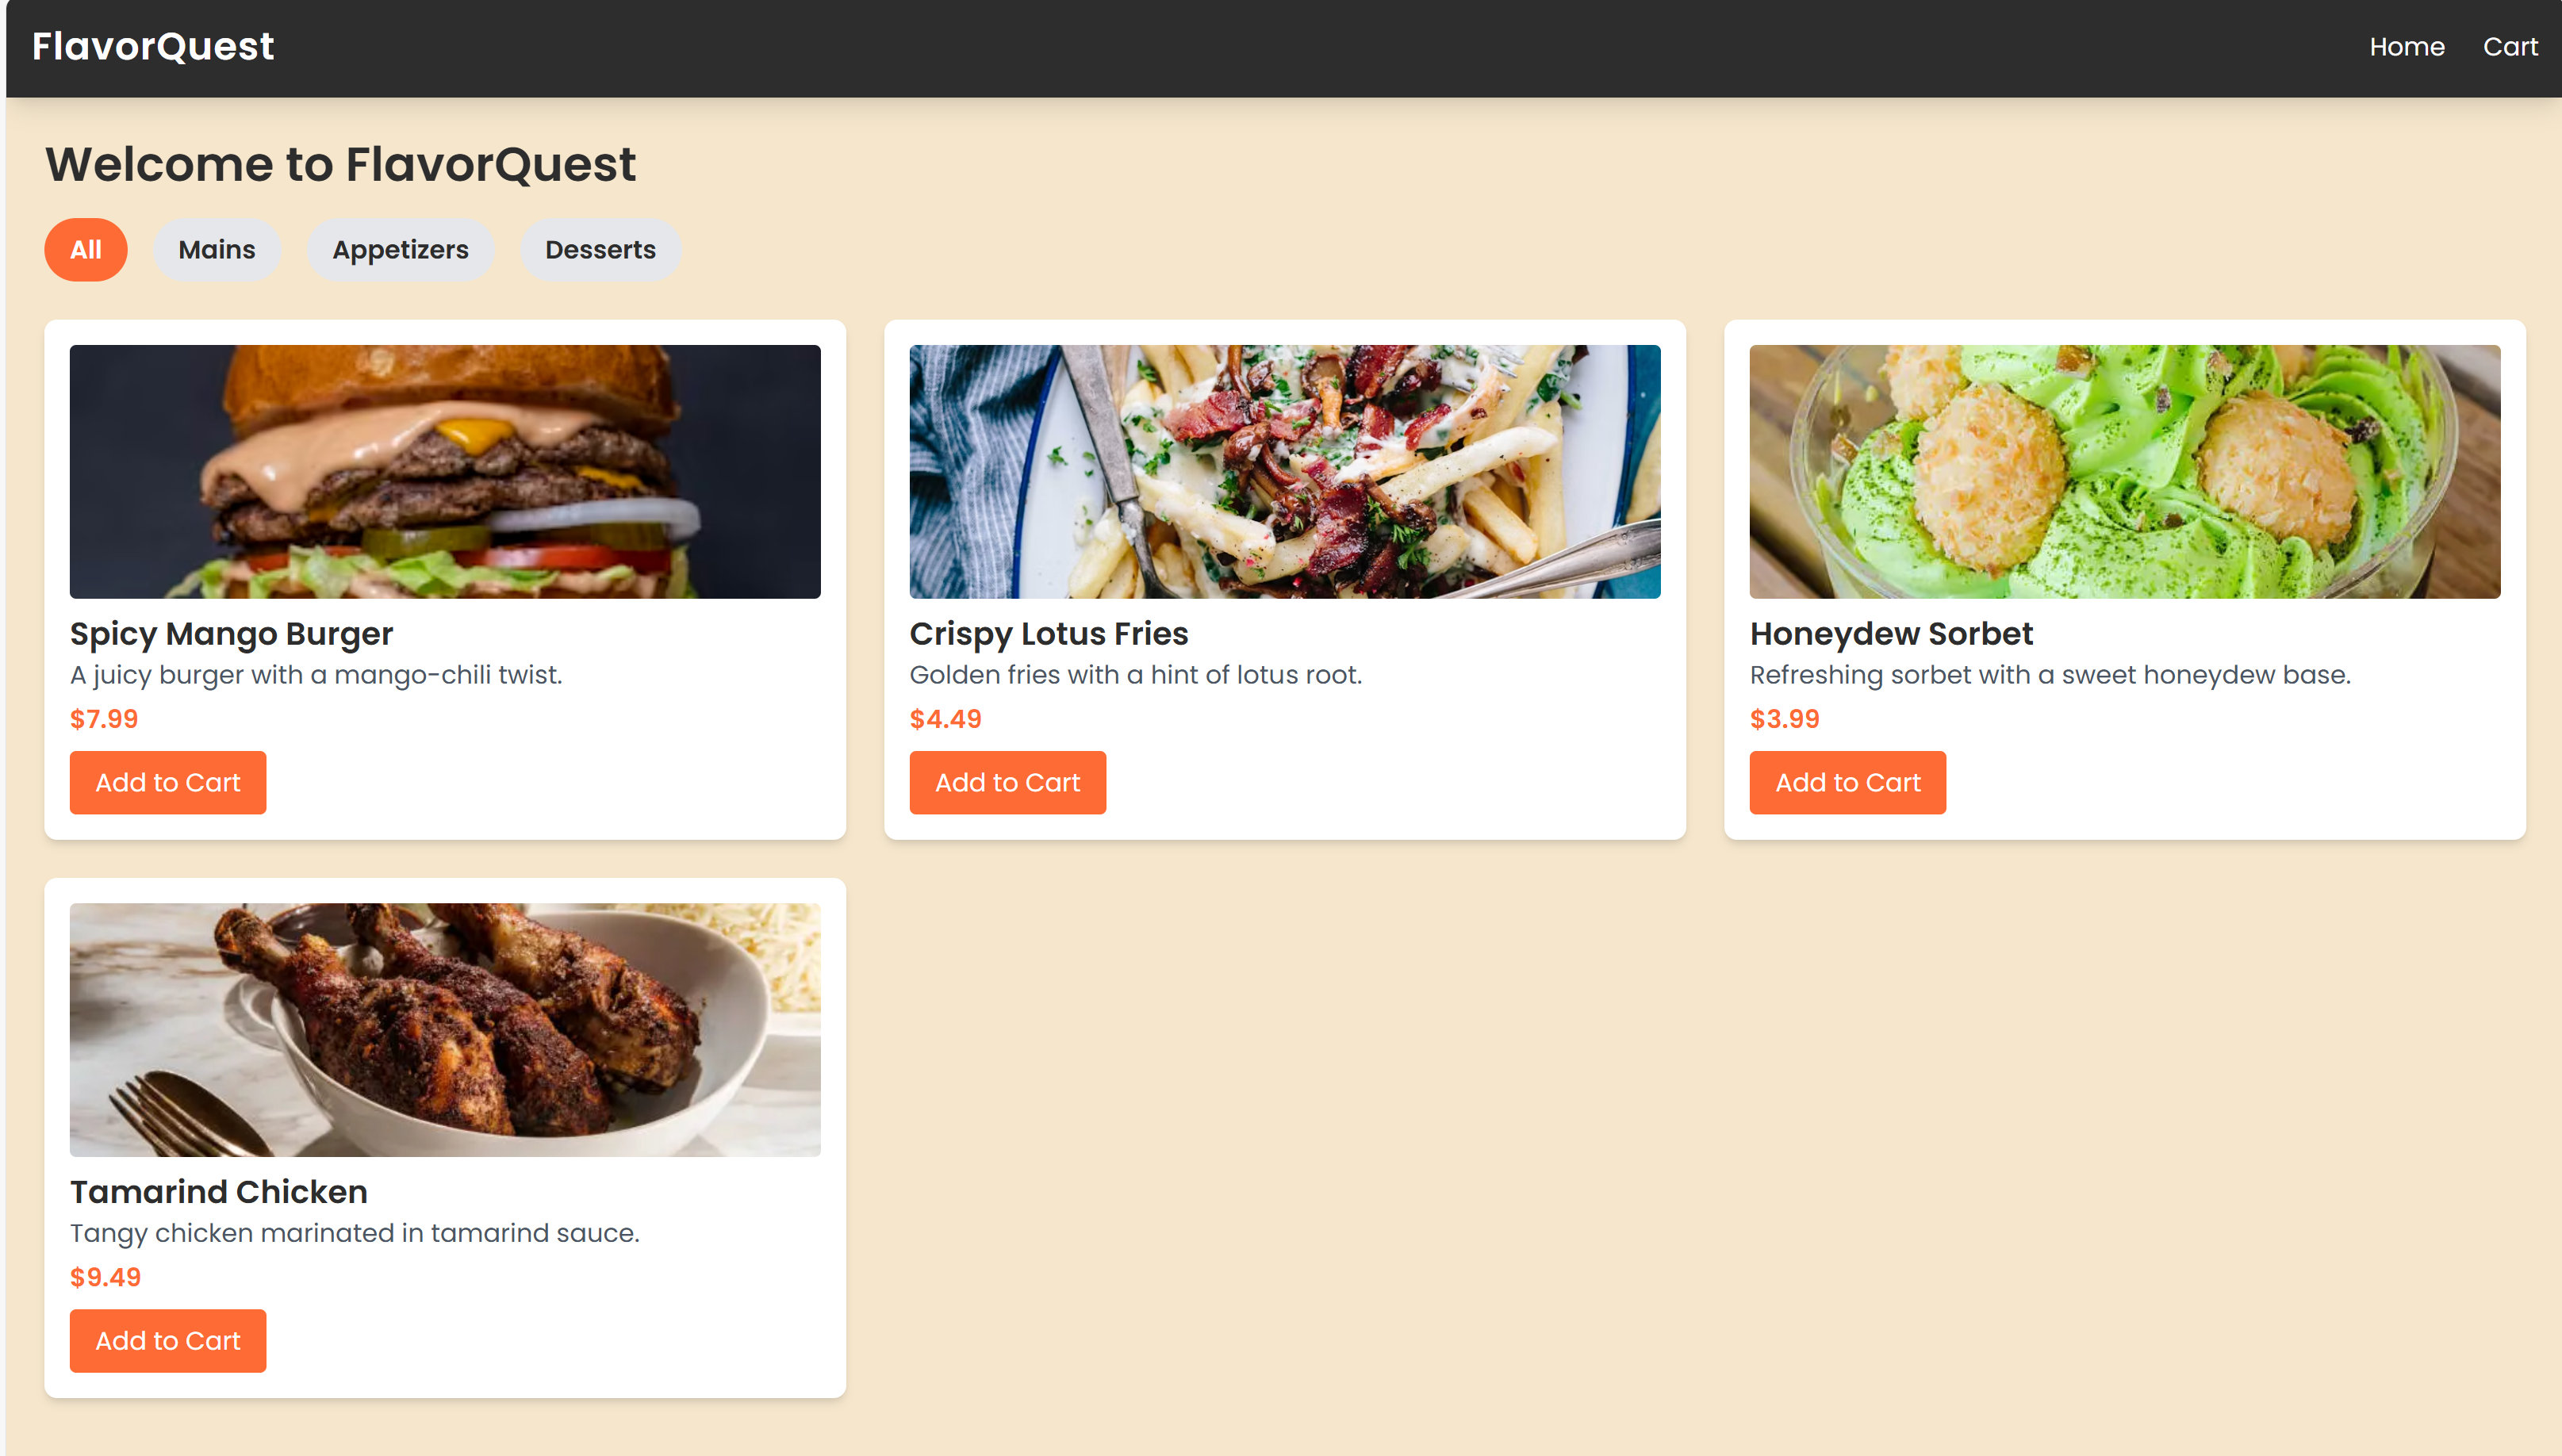 FlavorQuest
Home Cart
Welcome to FlavorQuest
All Mains Appetizers Desserts
Spicy Mango Burger
A juicy burger with a mango-chili twist.
$7.99
Add to Cart
Crispy Lotus Fries
Golden fries with a hint of lotus root.
$4.49
Add to Cart
Honeydew Sorbet
Refreshing sorbet with a sweet honeydew base.
$3.99
Add to Cart
Tamarind Chicken
Tangy chicken marinated in tamarind sauce.
$9.49
Add to Cart